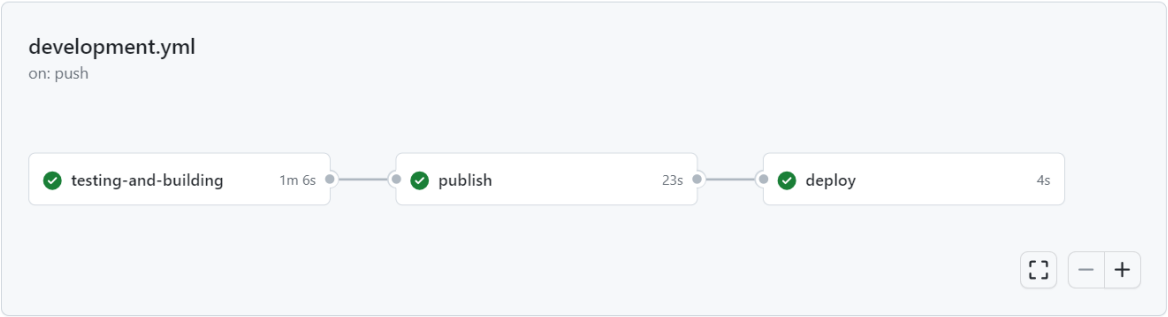 development.yml
on: push
testing-and-building 1m 6s
publish 23s
deploy 4s